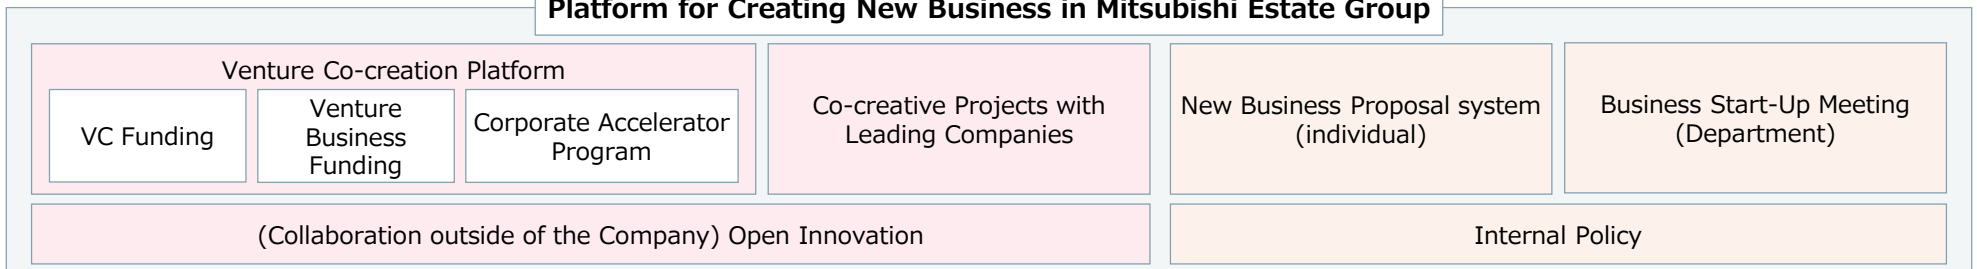 Platform for Creating New Business in Mitsubishi Estate Group
Venture Co-creation Platform
VC Funding
Venture
Business
Funding
Corporate Accelerator
Program
Co-creative Projects with
Leading Companies
New Business Proposal system
(individual)
Business Start-Up Meeting
(Department)
(Collaboration outside of the Company) Open Innovation
Internal Policy